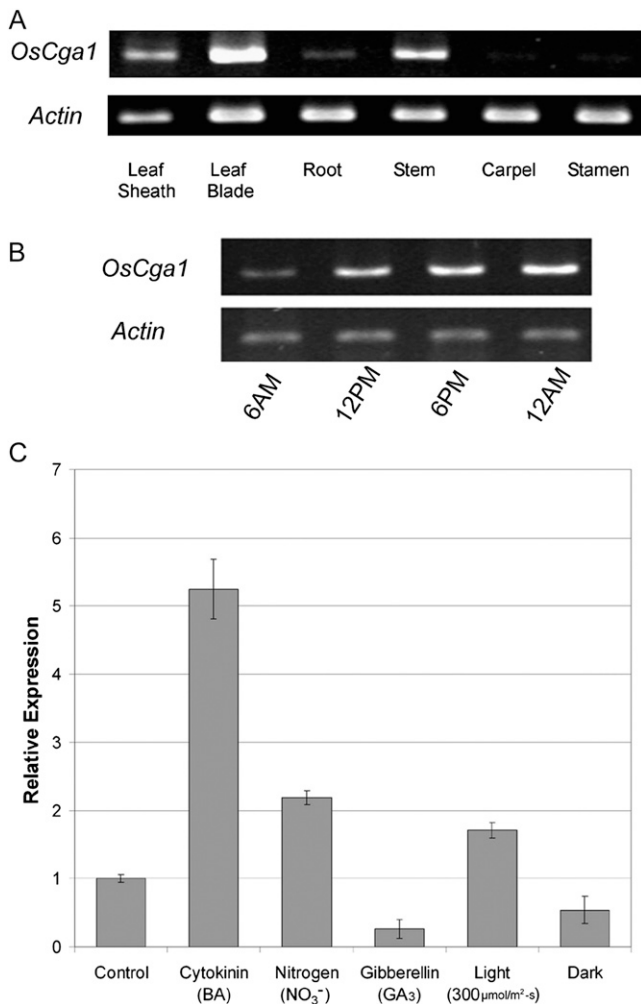 A
OsCga1
Actin
Leaf Sheath
Leaf Blade
Root
Stem
Carpel
Stamen
B
OsCga1
Actin
6AM
12PM
6PM
12AM
C
7
6
5
4
3
2
1
0
Relative Expression
Control
Cytokinin (BA)
Nitrogen (NO₃⁻)
Gibberellin (GA₃)
Light (300μmol/m²-s)
Dark